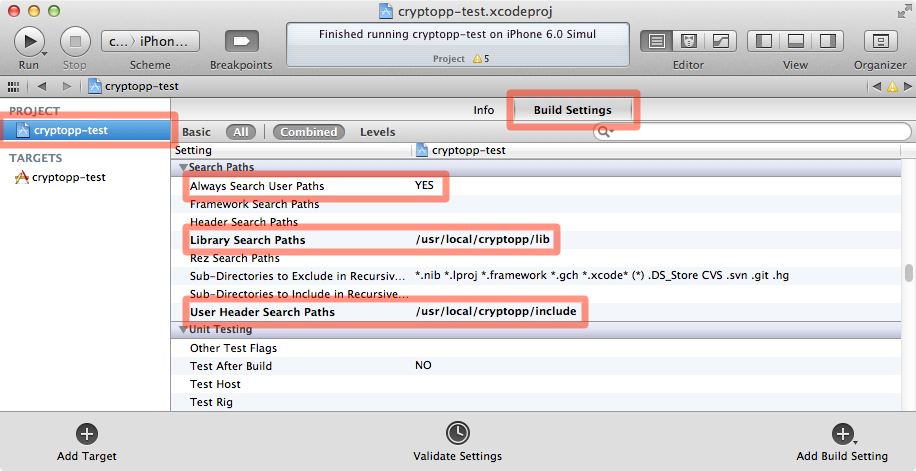 cryptopp-test.xcodeproj
c... 〉 iPhon...
Finished running cryptopp-test on iPhone 6.0 Simul
Project 5
Run Stop Scheme Breakpoints Editor View Organizer
cryptopp-test
PROJECT
cryptopp-test
TARGETS
cryptopp-test
Info Build Settings
Basic All Combined Levels
Setting cryptopp-test
Search Paths
Always Search User Paths YES
Framework Search Paths
Header Search Paths
Library Search Paths /usr/local/cryptopp/lib
Rez Search Paths
Sub-Directories to Exclude in Recursiv... *.nib *.lproj *.framework *.gch *.xcode* (*) .DS_Store CVS .svn .git .hg
Sub-Directories to Include in Recursive...
User Header Search Paths /usr/local/cryptopp/include
Unit Testing
Other Test Flags
Test After Build NO
Test Host
Test Rig
Add Target Validate Settings Add Build Setting